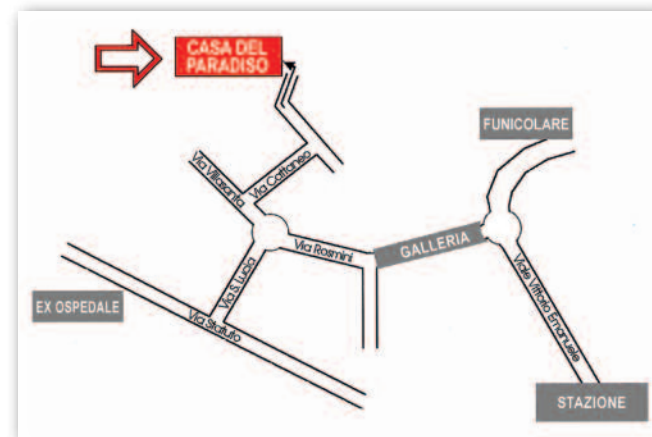 CASA DEL
PARADISO
FUNICOLARE
Via Villasanta
Via Cattaneo
Via Rosmini
GALLERIA
Via S. Lucia
Viale Vittorio Emanuele
EX OSPEDALE
Via Statuto
STAZIONE